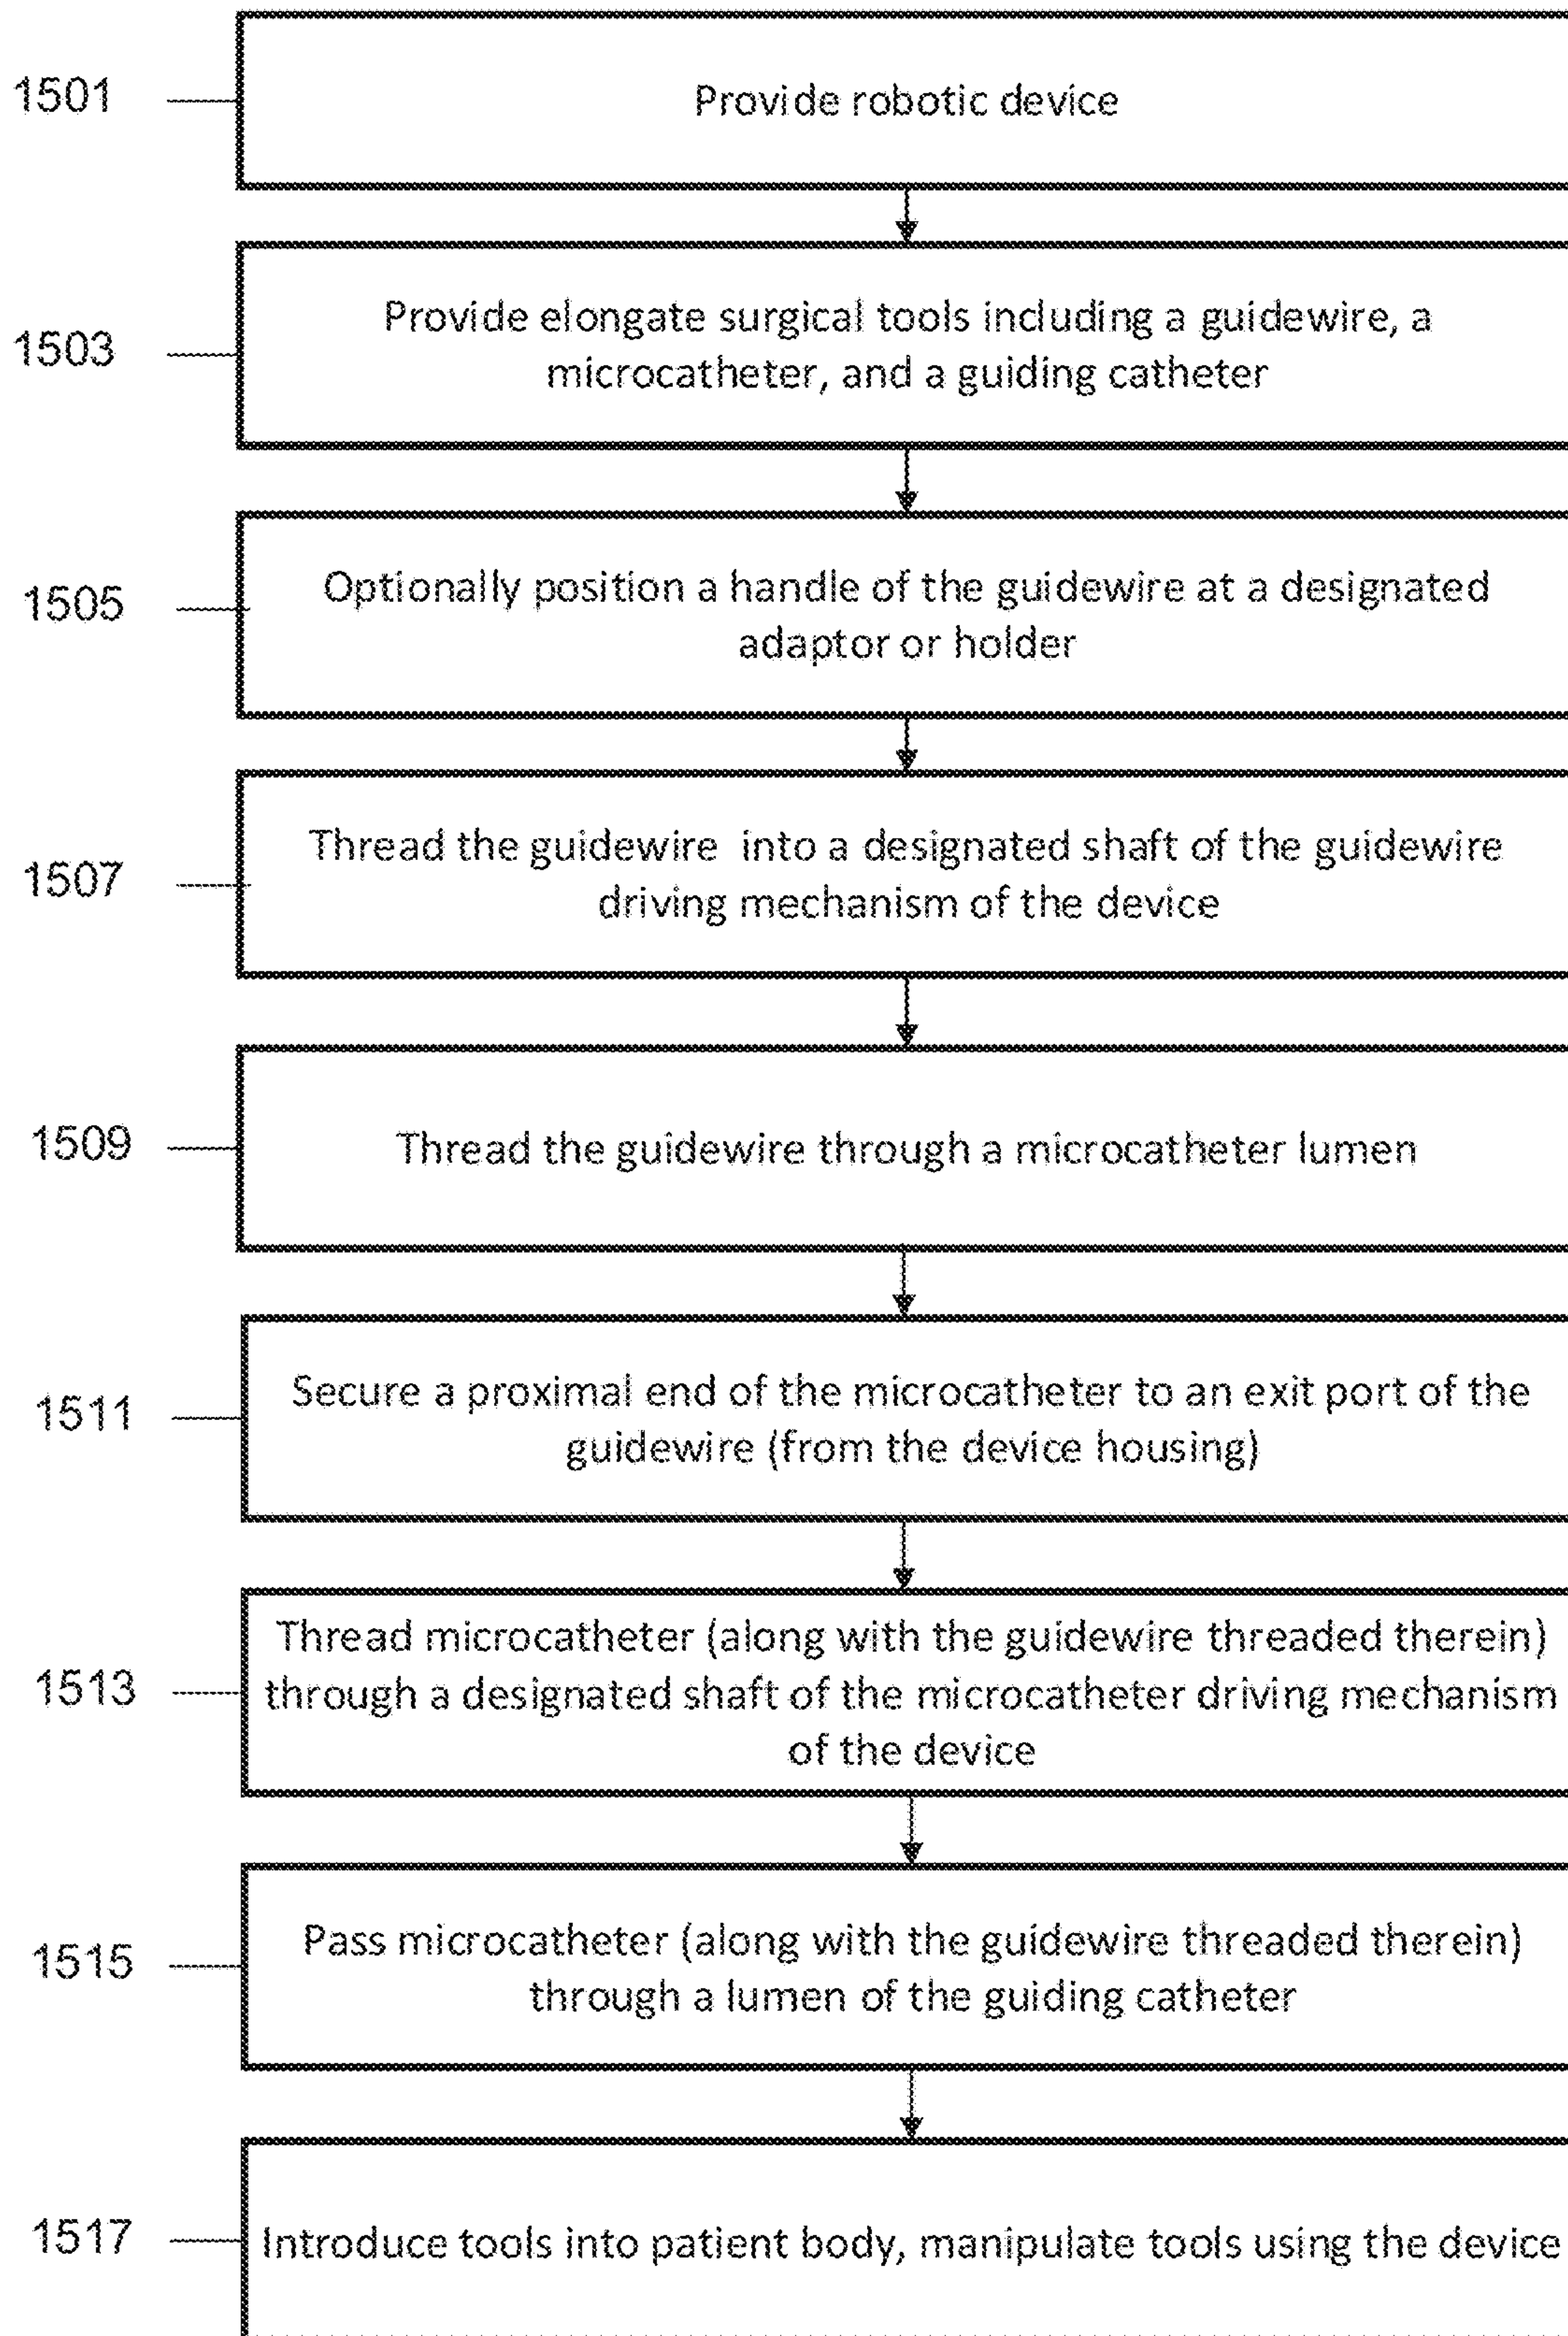 1501
Provide robotic device
1503
Provide elongate surgical tools including a guidewire, a
microcatheter, and a guiding catheter
1505
Optionally position a handle of the guidewire at a designated
adaptor or holder
1507
Thread the guidewire into a designated shaft of the guidewire
driving mechanism of the device
1509
Thread the guidewire through a microcatheter lumen
1511
Secure a proximal end of the microcatheter to an exit port of the
guidewire (from the device housing)
1513
Thread microcatheter (along with the guidewire threaded therein)
through a designated shaft of the microcatheter driving mechanism
of the device
1515
Pass microcatheter (along with the guidewire threaded therein)
through a lumen of the guiding catheter
1517
Introduce tools into patient body, manipulate tools using the device